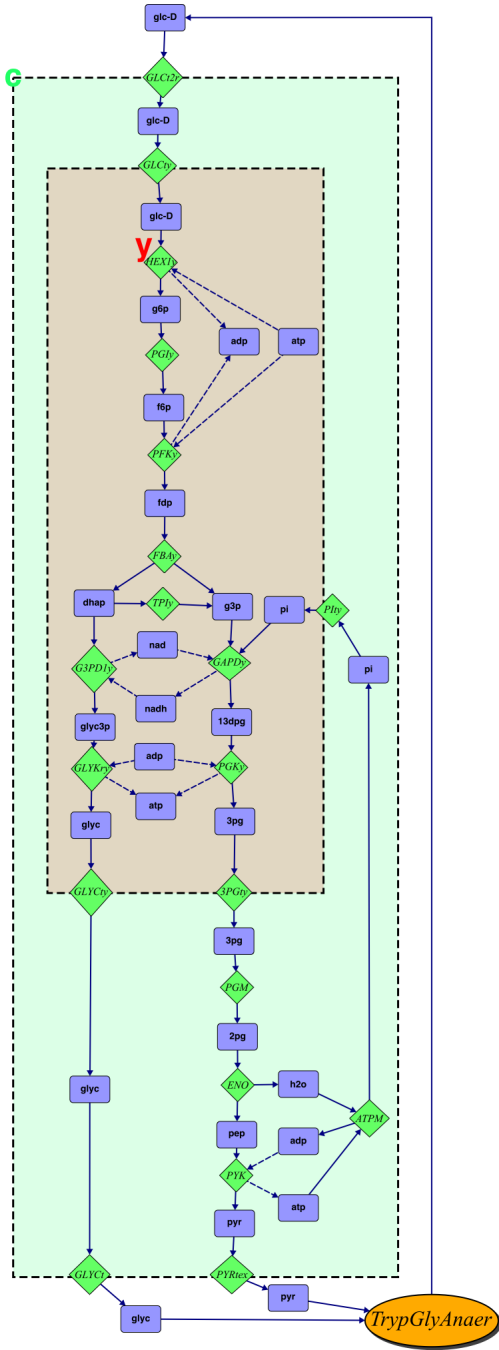 glc-D
c
GLCt2r
glc-D
GLCty
glc-D
y
HEX1y
g6p
adp
atp
PGIy
f6p
PFKy
fdp
FBAy
dhap
TPIy
g3p
pi
PIty
nad
G3PD1y
GAPDy
pi
nadh
glyc3p
13dpg
adp
GLYKry
PGKy
atp
glyc
3pg
GLYCty
3PGty
3pg
PGM
2pg
glyc
ENO
h2o
ATPM
pep
adp
PYK
atp
pyr
GLYCt
PYRtex
pyr
glyc
TrypGlyAnaer